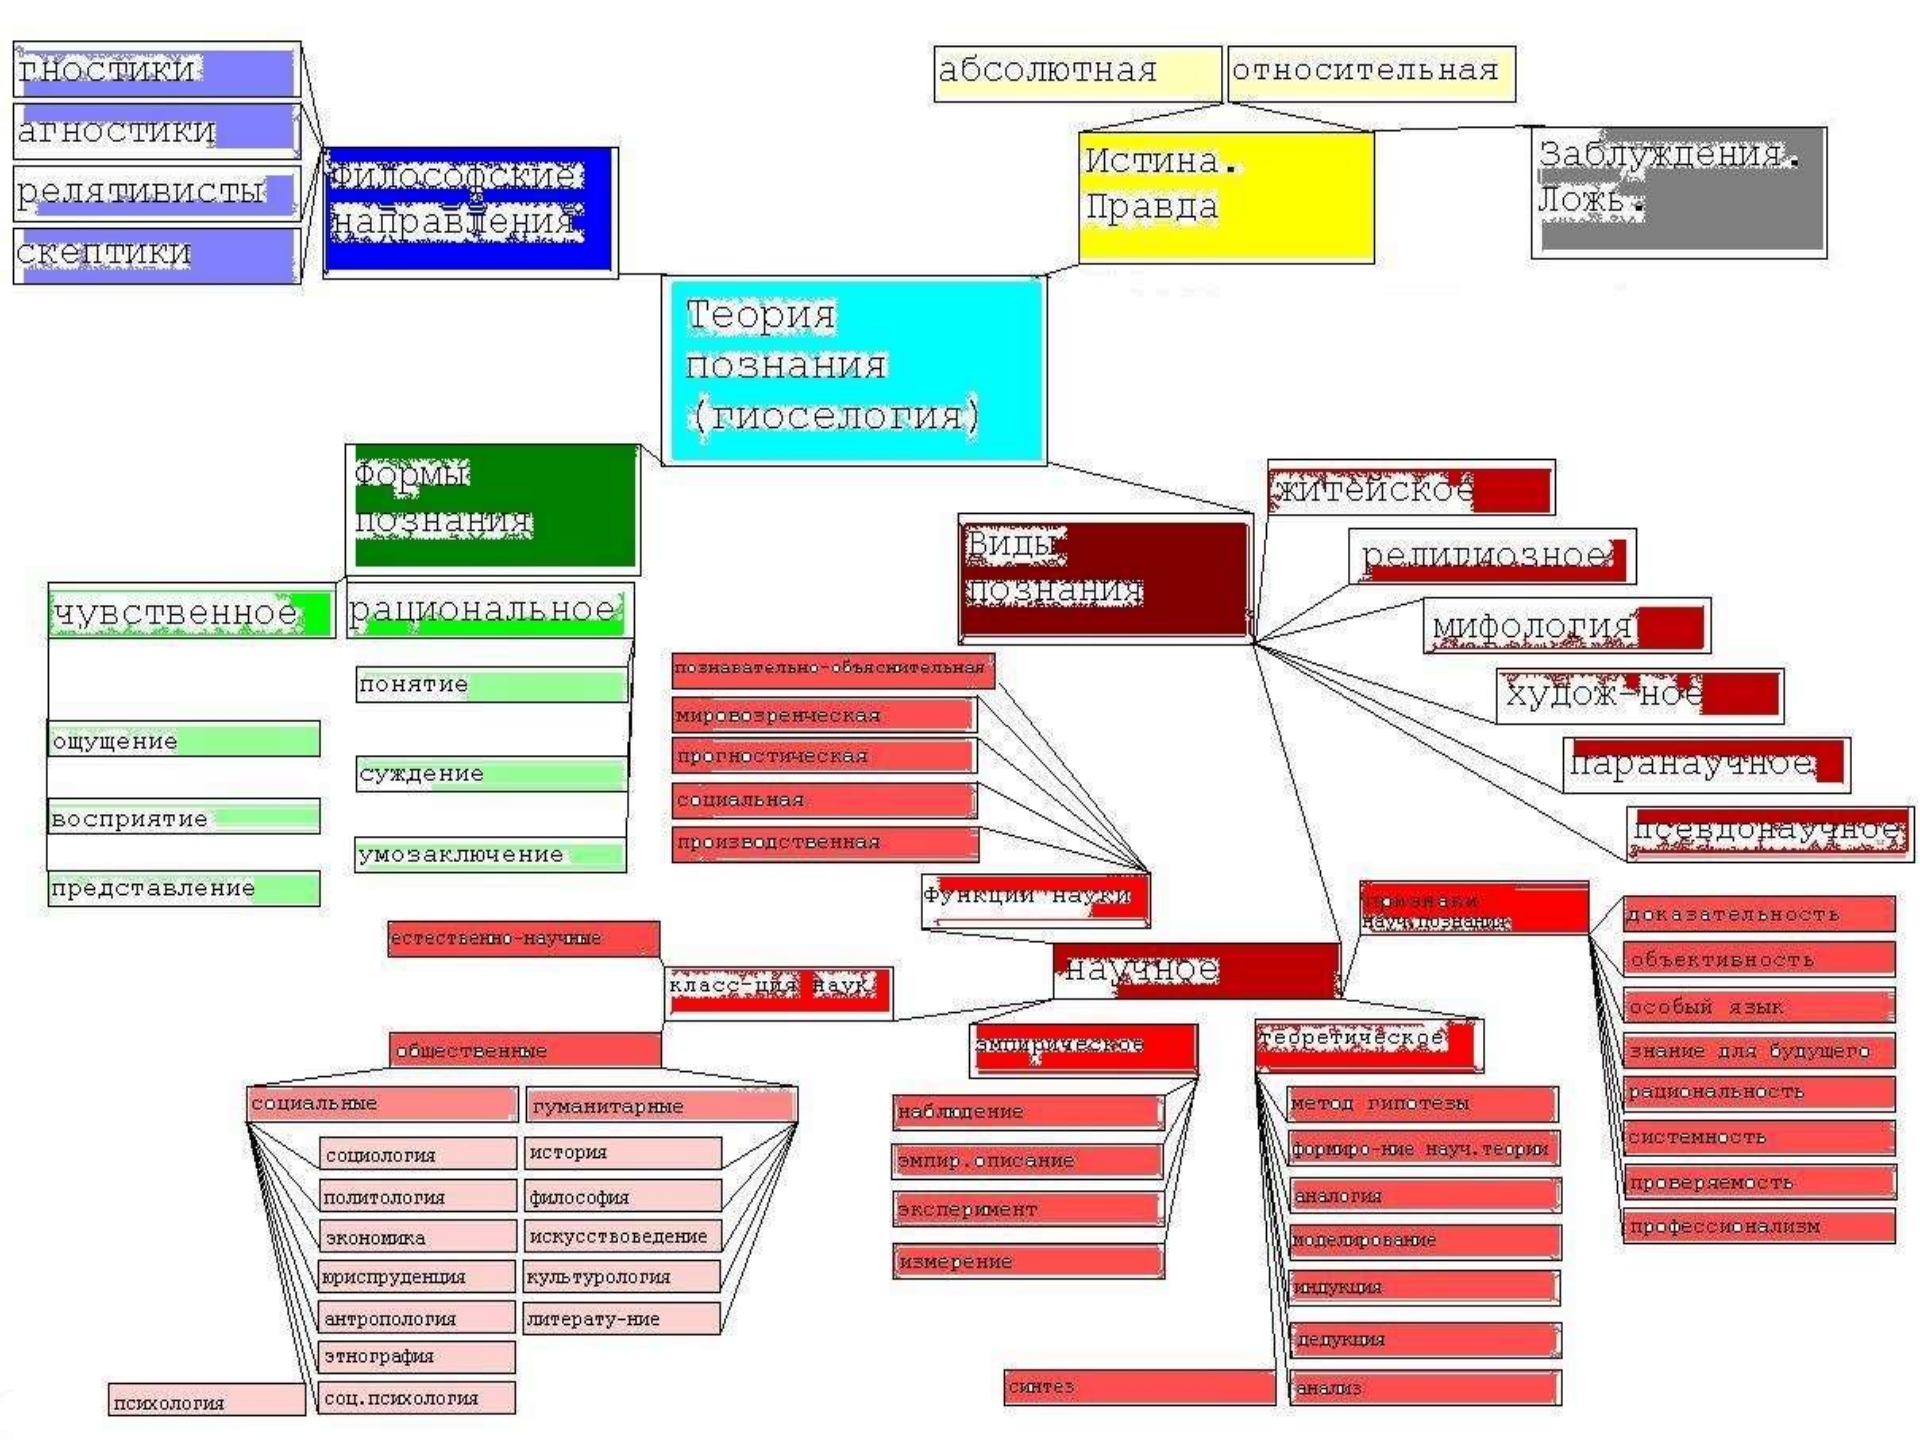 гностики
агностики
релятивисты
скептики
Философские
направления
абсолютная
относительная
Истина.
Правда
Заблуждения.
Ложь.
Теория
познания
(гиоселогия)
Формы
познания
чувственное
рациональное
ощущение
восприятие
представление
понятие
суждение
умозаключение
Виды
познания
житейское
религиозное
мифология
худож-ное
паранаучное
псевдонаучное
познавательно-объяснительная
мировозренческая
прогностическая
социальная
производственная
Функции науки
научное
признаки
науч.познания
доказательность
объективность
особый язык
знание для будущего
рациональность
системность
проверяемость
профессионализм
класс-ция наук
естественно-научные
общественные
социальные
гуманитарные
социология
политология
экономика
юриспруденция
антропология
этнография
соц.психология
психология
история
философия
искусствоведение
культурология
литерату-ние
эмпирическое
наблюдение
эмпир.описание
эксперимент
измерение
теоретическое
метод гипотезы
формиро-ние науч.теории
аналогия
моделирование
индукция
дедукция
анализ
синтез